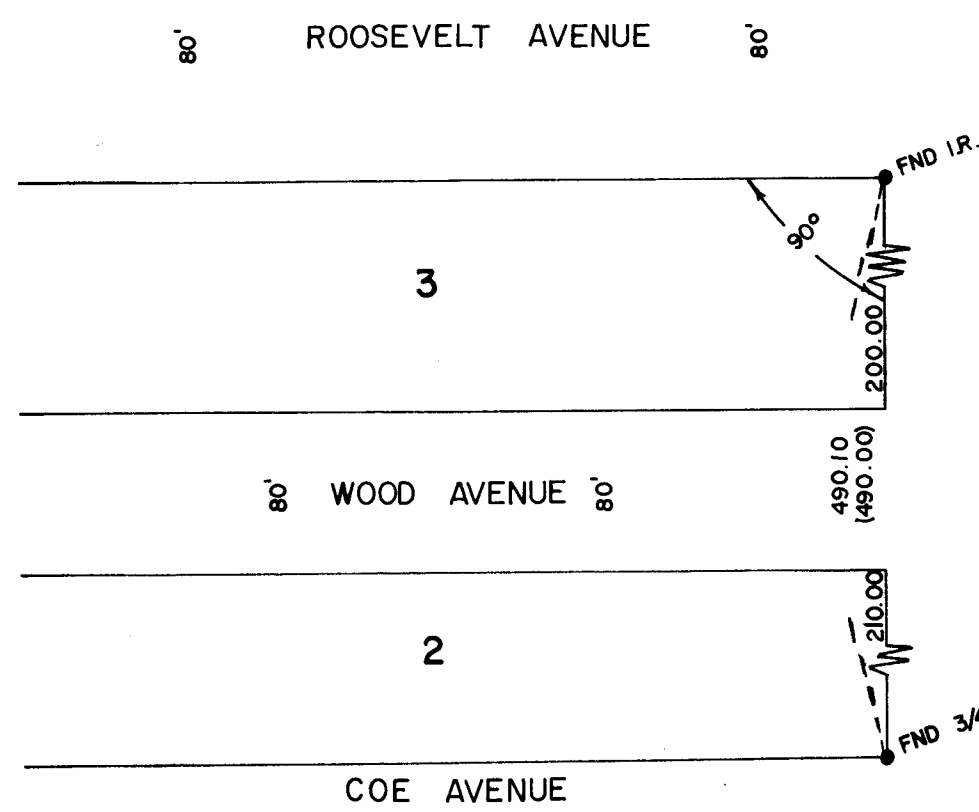 80' ROOSEVELT AVENUE 80'
FND I.R.
90°
3
200.00
80' WOOD AVENUE 80'
490.10
(490.00)
210.00
2
FND 3/4
COE AVENUE